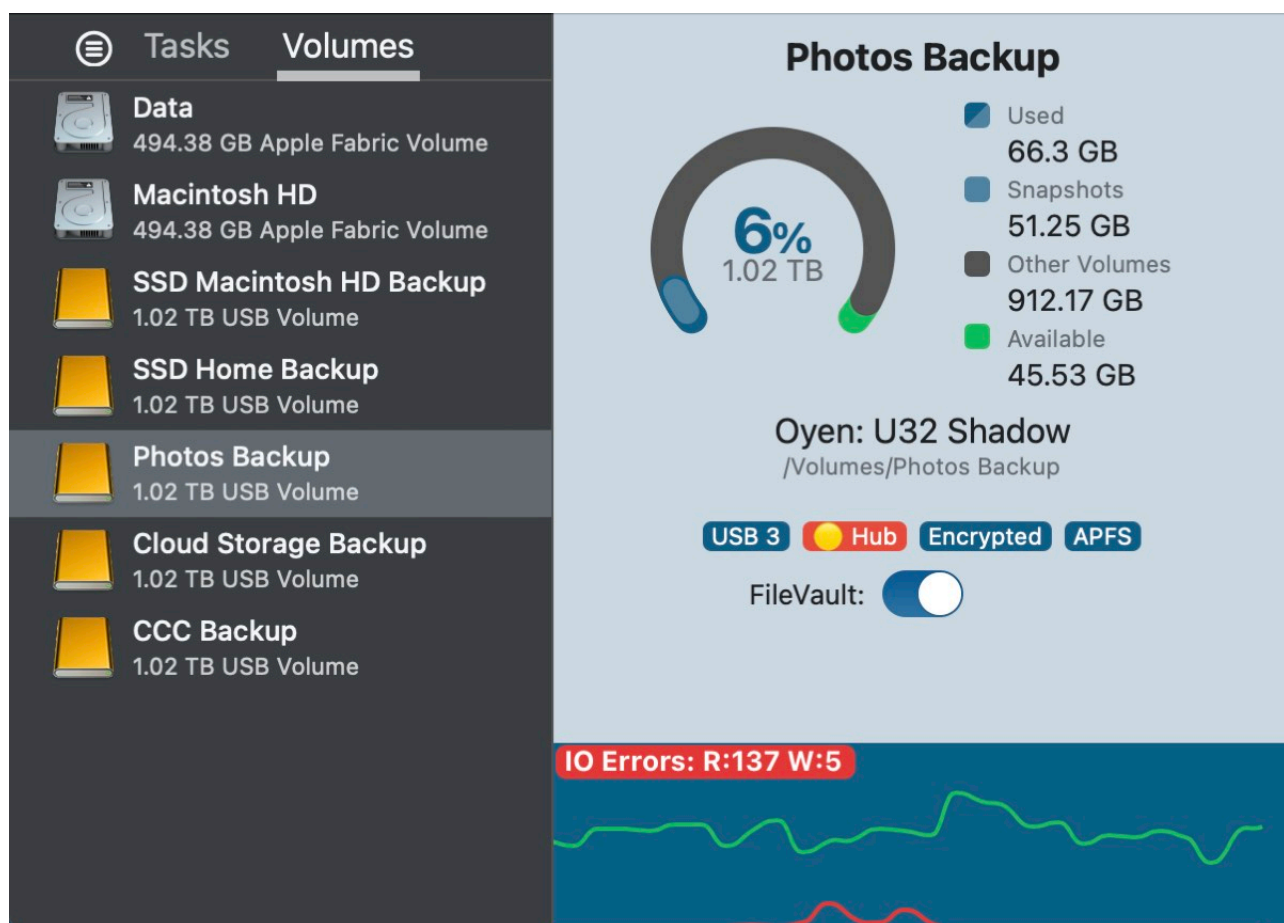 Tasks Volumes
Data
494.38 GB Apple Fabric Volume
Macintosh HD
494.38 GB Apple Fabric Volume
SSD Macintosh HD Backup
1.02 TB USB Volume
SSD Home Backup
1.02 TB USB Volume
Photos Backup
1.02 TB USB Volume
Cloud Storage Backup
1.02 TB USB Volume
CCC Backup
1.02 TB USB Volume
Photos Backup
6%
1.02 TB
Used
66.3 GB
Snapshots
51.25 GB
Other Volumes
912.17 GB
Available
45.53 GB
Oyen: U32 Shadow
/Volumes/Photos Backup
USB 3 Hub Encrypted APFS
FileVault:
IO Errors: R:137 W:5